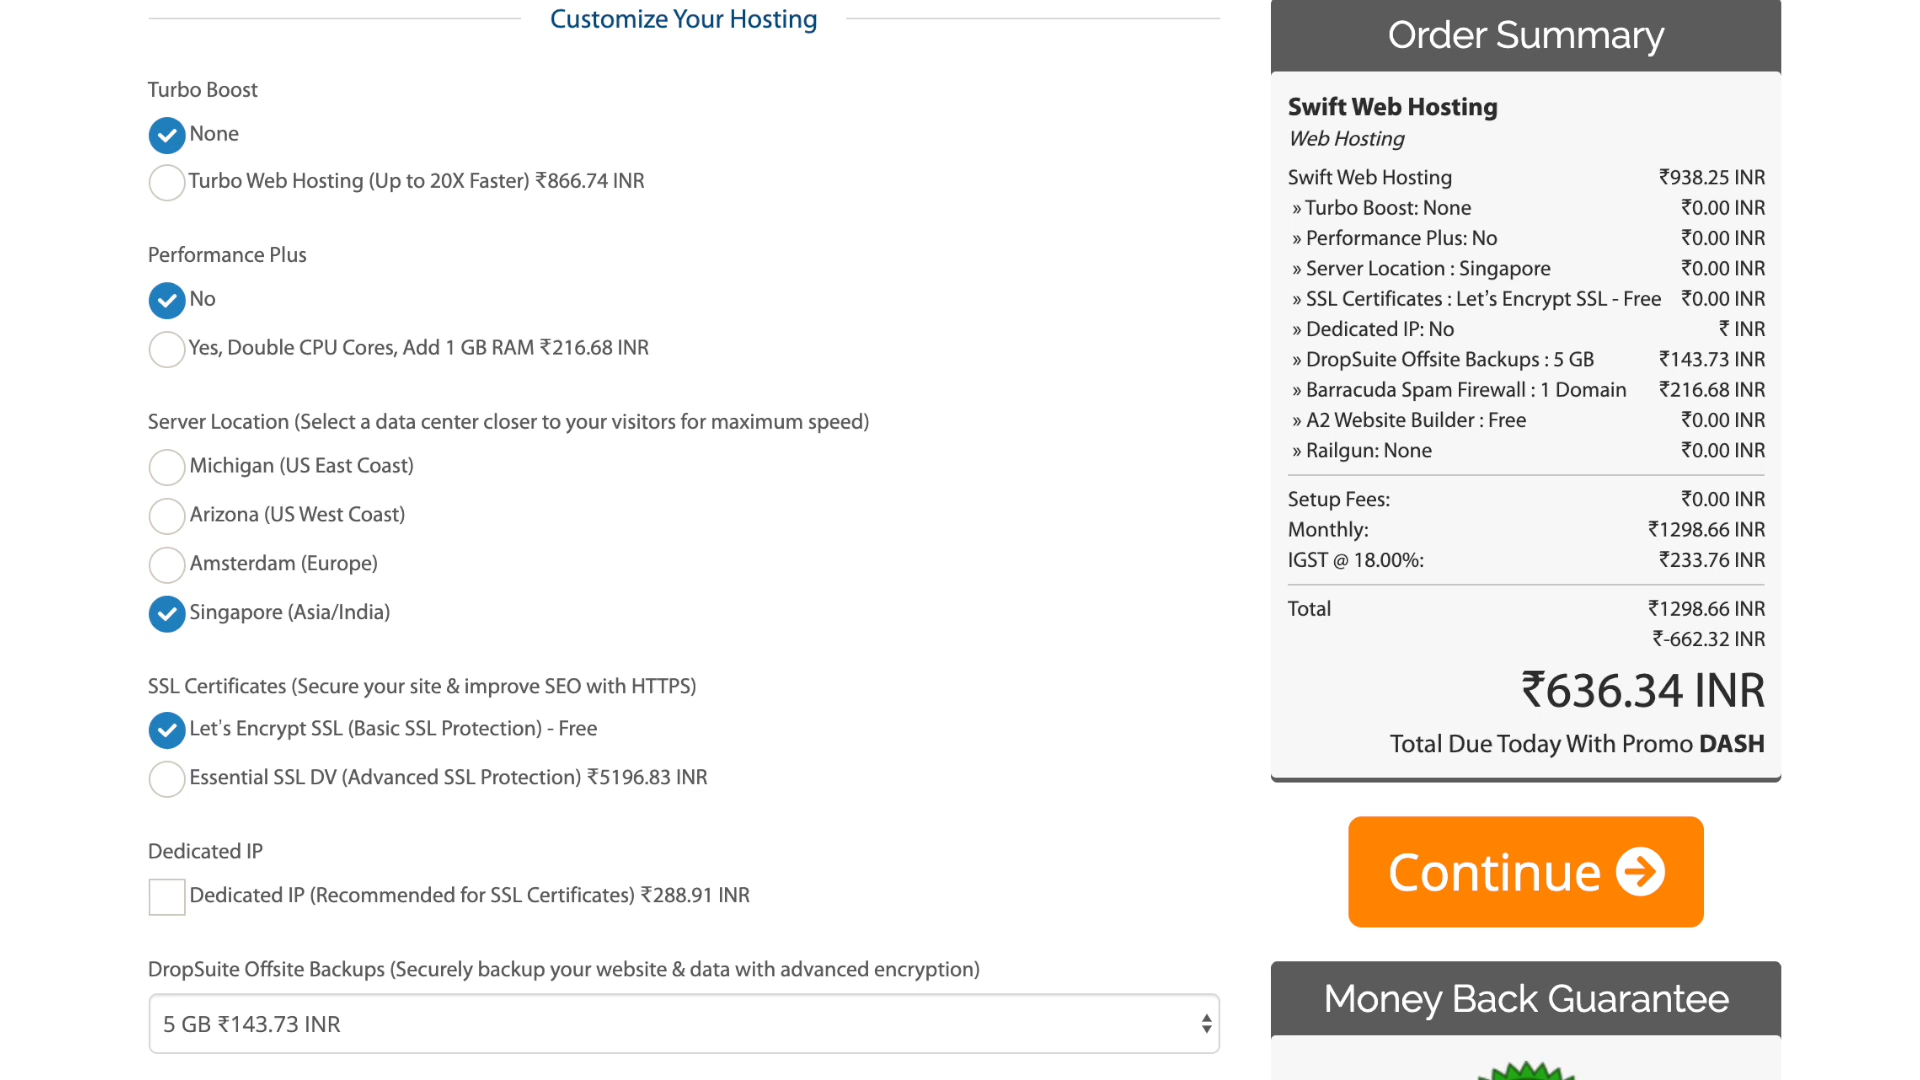 Customize Your Hosting
Turbo Boost
None
Turbo Web Hosting (Up to 20X Faster) ₹866.74 INR
Performance Plus
No
Yes, Double CPU Cores, Add 1 GB RAM ₹216.68 INR
Server Location (Select a data center closer to your visitors for maximum speed)
Michigan (US East Coast)
Arizona (US West Coast)
Amsterdam (Europe)
Singapore (Asia/India)
SSL Certificates (Secure your site & improve SEO with HTTPS)
Let's Encrypt SSL (Basic SSL Protection) - Free
Essential SSL DV (Advanced SSL Protection) ₹5196.83 INR
Dedicated IP
Dedicated IP (Recommended for SSL Certificates) ₹288.91 INR
DropSuite Offsite Backups (Securely backup your website & data with advanced encryption)
5 GB ₹143.73 INR
Order Summary
Swift Web Hosting
Web Hosting
Swift Web Hosting ₹938.25 INR
» Turbo Boost: None ₹0.00 INR
» Performance Plus: No ₹0.00 INR
» Server Location : Singapore ₹0.00 INR
» SSL Certificates : Let's Encrypt SSL - Free ₹0.00 INR
» Dedicated IP: No ₹ INR
» DropSuite Offsite Backups : 5 GB ₹143.73 INR
» Barracuda Spam Firewall : 1 Domain ₹216.68 INR
» A2 Website Builder : Free ₹0.00 INR
» Railgun: None ₹0.00 INR
Setup Fees: ₹0.00 INR
Monthly: ₹1298.66 INR
IGST @ 18.00%: ₹233.76 INR
Total ₹1298.66 INR
₹-662.32 INR
₹636.34 INR
Total Due Today With Promo DASH
Continue
Money Back Guarantee